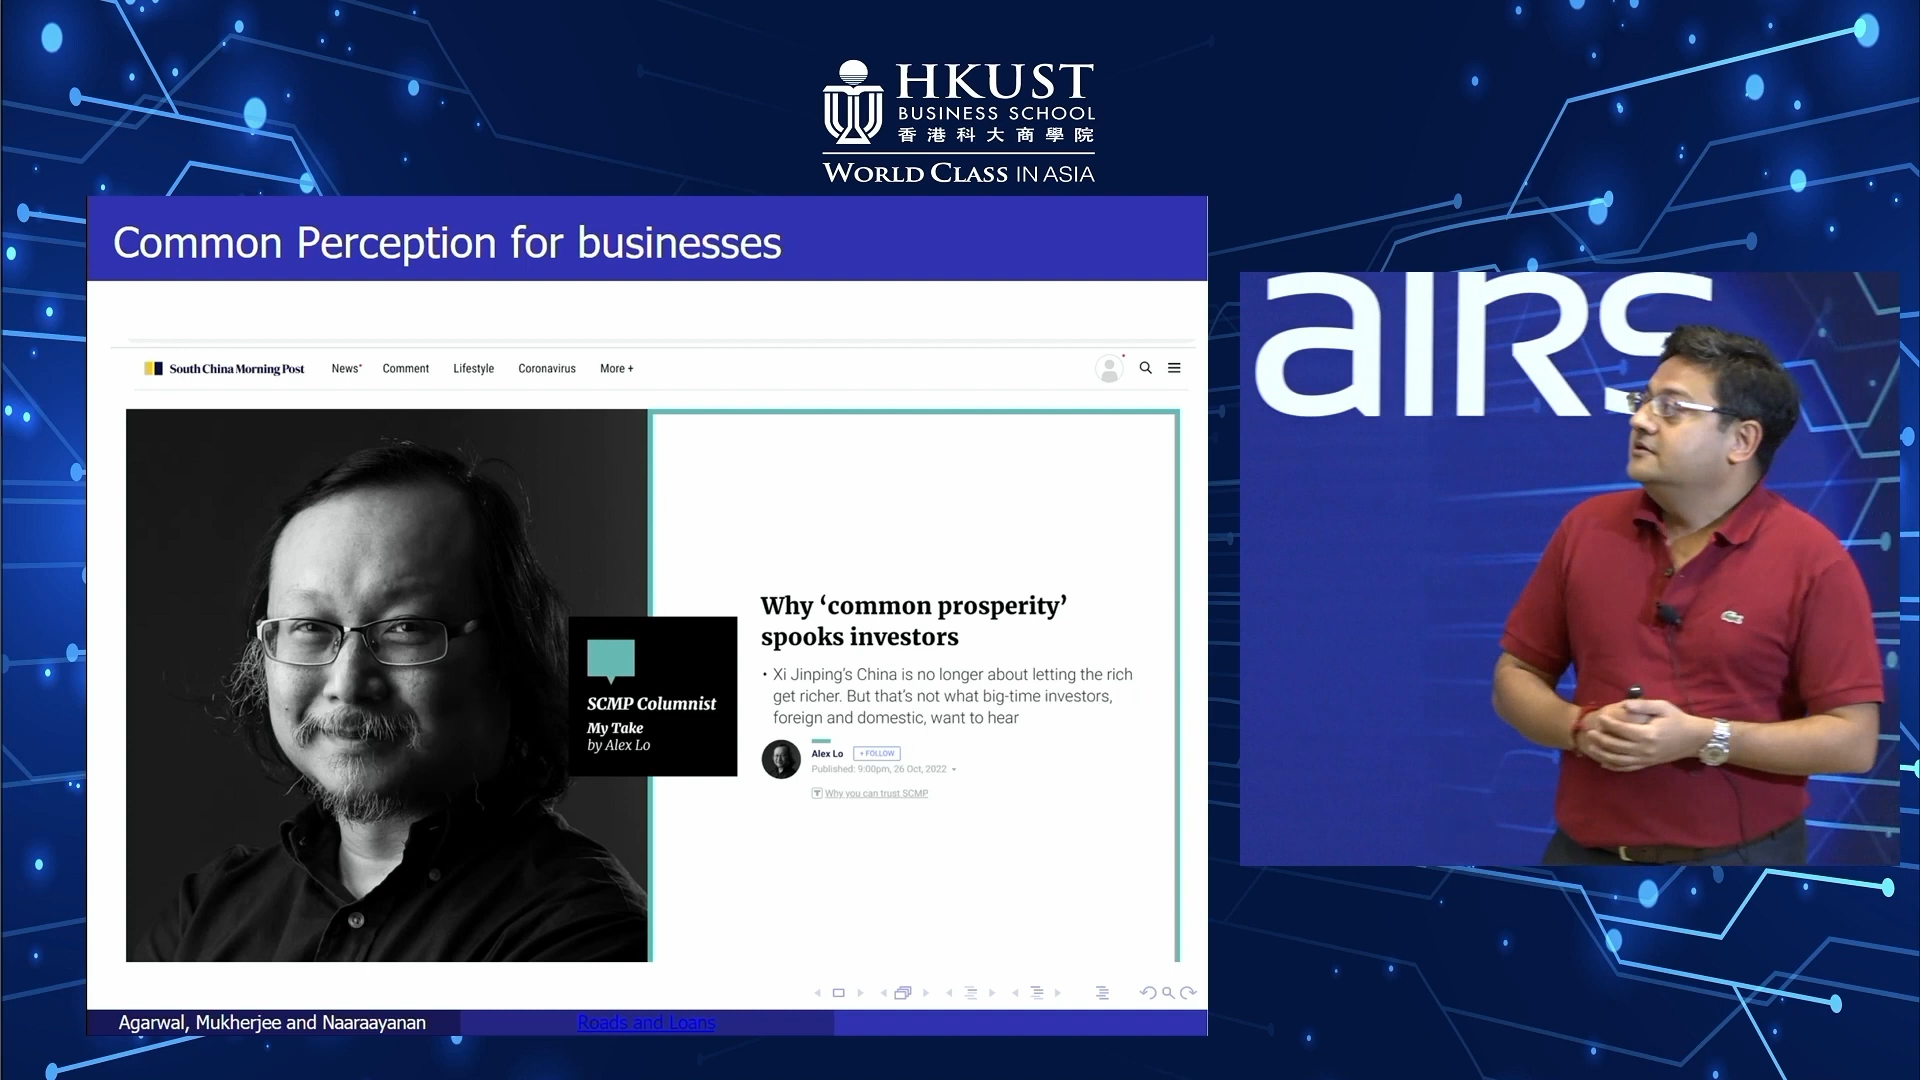 HKUST
BUSINESS SCHOOL
香港科大商學院
WORLD CLASS IN ASIA
Common Perception for businesses
South China Morning Post
News+ Comment Lifestyle Coronavirus More +
Why ‘common prosperity’
spooks investors
• Xi Jinping’s China is no longer about letting the rich
get richer. But that’s not what big-time investors,
foreign and domestic, want to hear
SCMP Columnist
My Take
by Alex Lo
Alex Lo + FOLLOW
Published: 9:00pm, 26 Oct, 2022
Why you can trust SCMP
Agarwal, Mukherjee and Naaraayanan Roads and Loans
aIRS